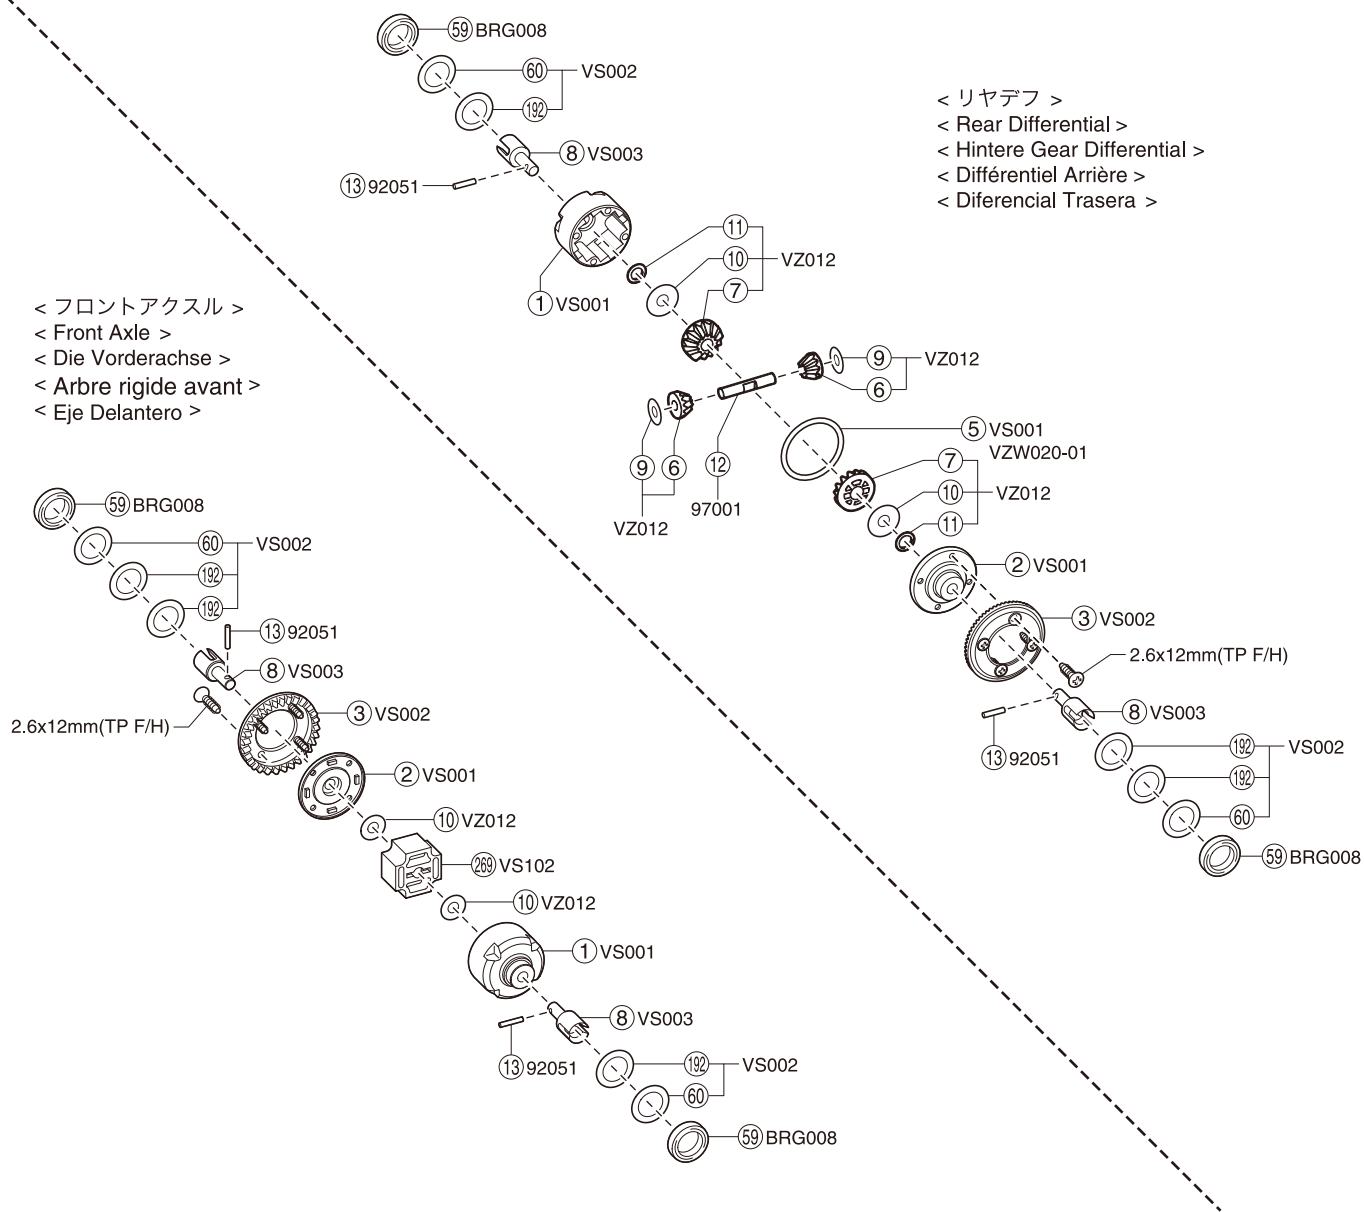 59 BRG008
60 VS002
192
8 VS003
13 92051
1 VS001
11
10 VZ012
7
< リヤデフ >
< Rear Differential >
< Hintere Gear Differential >
< Différentiel Arrière >
< Diferencial Trasera >
9 VZ012
6
9 6
VZ012
12
97001
5 VS001
VZW020-01
7
10 VZ012
11
2 VS001
3 VS002
2.6x12mm(TP F/H)
8 VS003
13 92051
192 VS002
192
60
59 BRG008
< フロントアクスル >
< Front Axle >
< Die Vorderachse >
< Arbre rigide avant >
< Eje Delantero >
59 BRG008
60 VS002
192
192
13 92051
8 VS003
2.6x12mm(TP F/H)
3 VS002
2 VS001
10 VZ012
269 VS102
10 VZ012
1 VS001
8 VS003
13 92051
192 VS002
60
59 BRG008